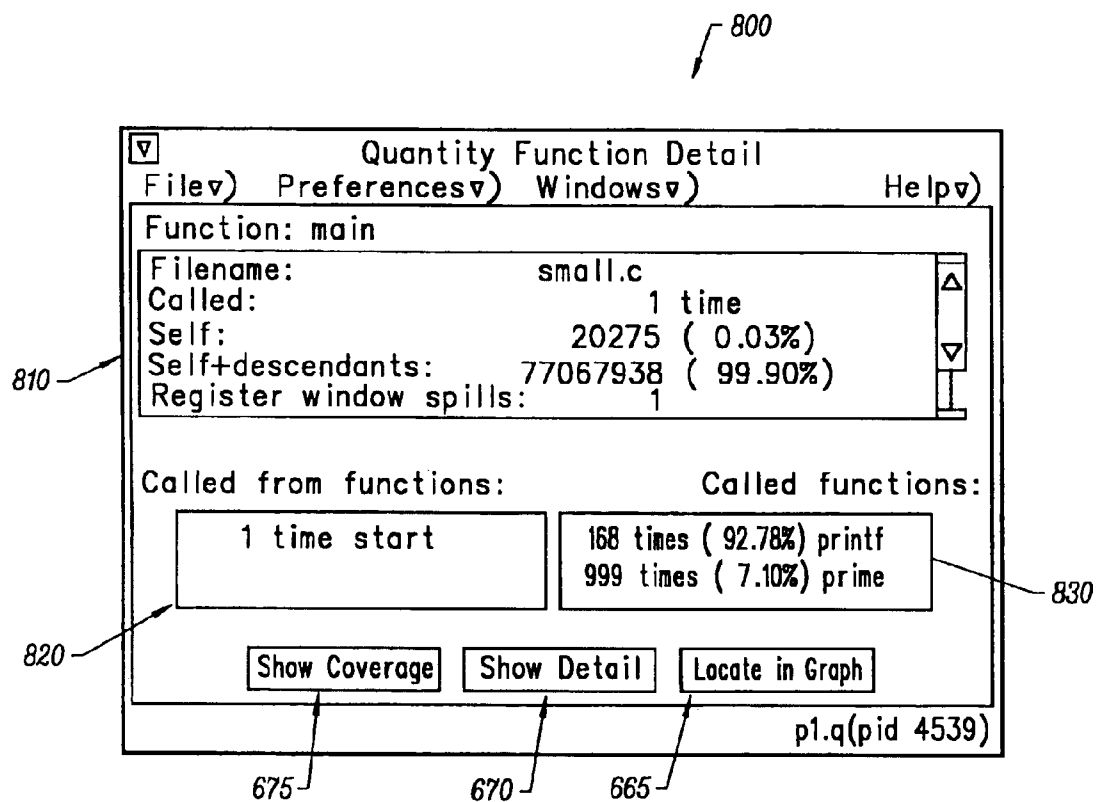 800
Quantity Function Detail
File Preferences Windows Help
Function: main
Filename: small.c
Called: 1 time
Self: 20275 ( 0.03%)
Self+descendants: 77067938 ( 99.90%)
Register window spills: 1
810
Called from functions: Called functions:
1 time start
168 times ( 92.78%) printf
999 times ( 7.10%) prime
830
820
Show Coverage Show Detail Locate in Graph
p1.q(pid 4539)
675 670 665